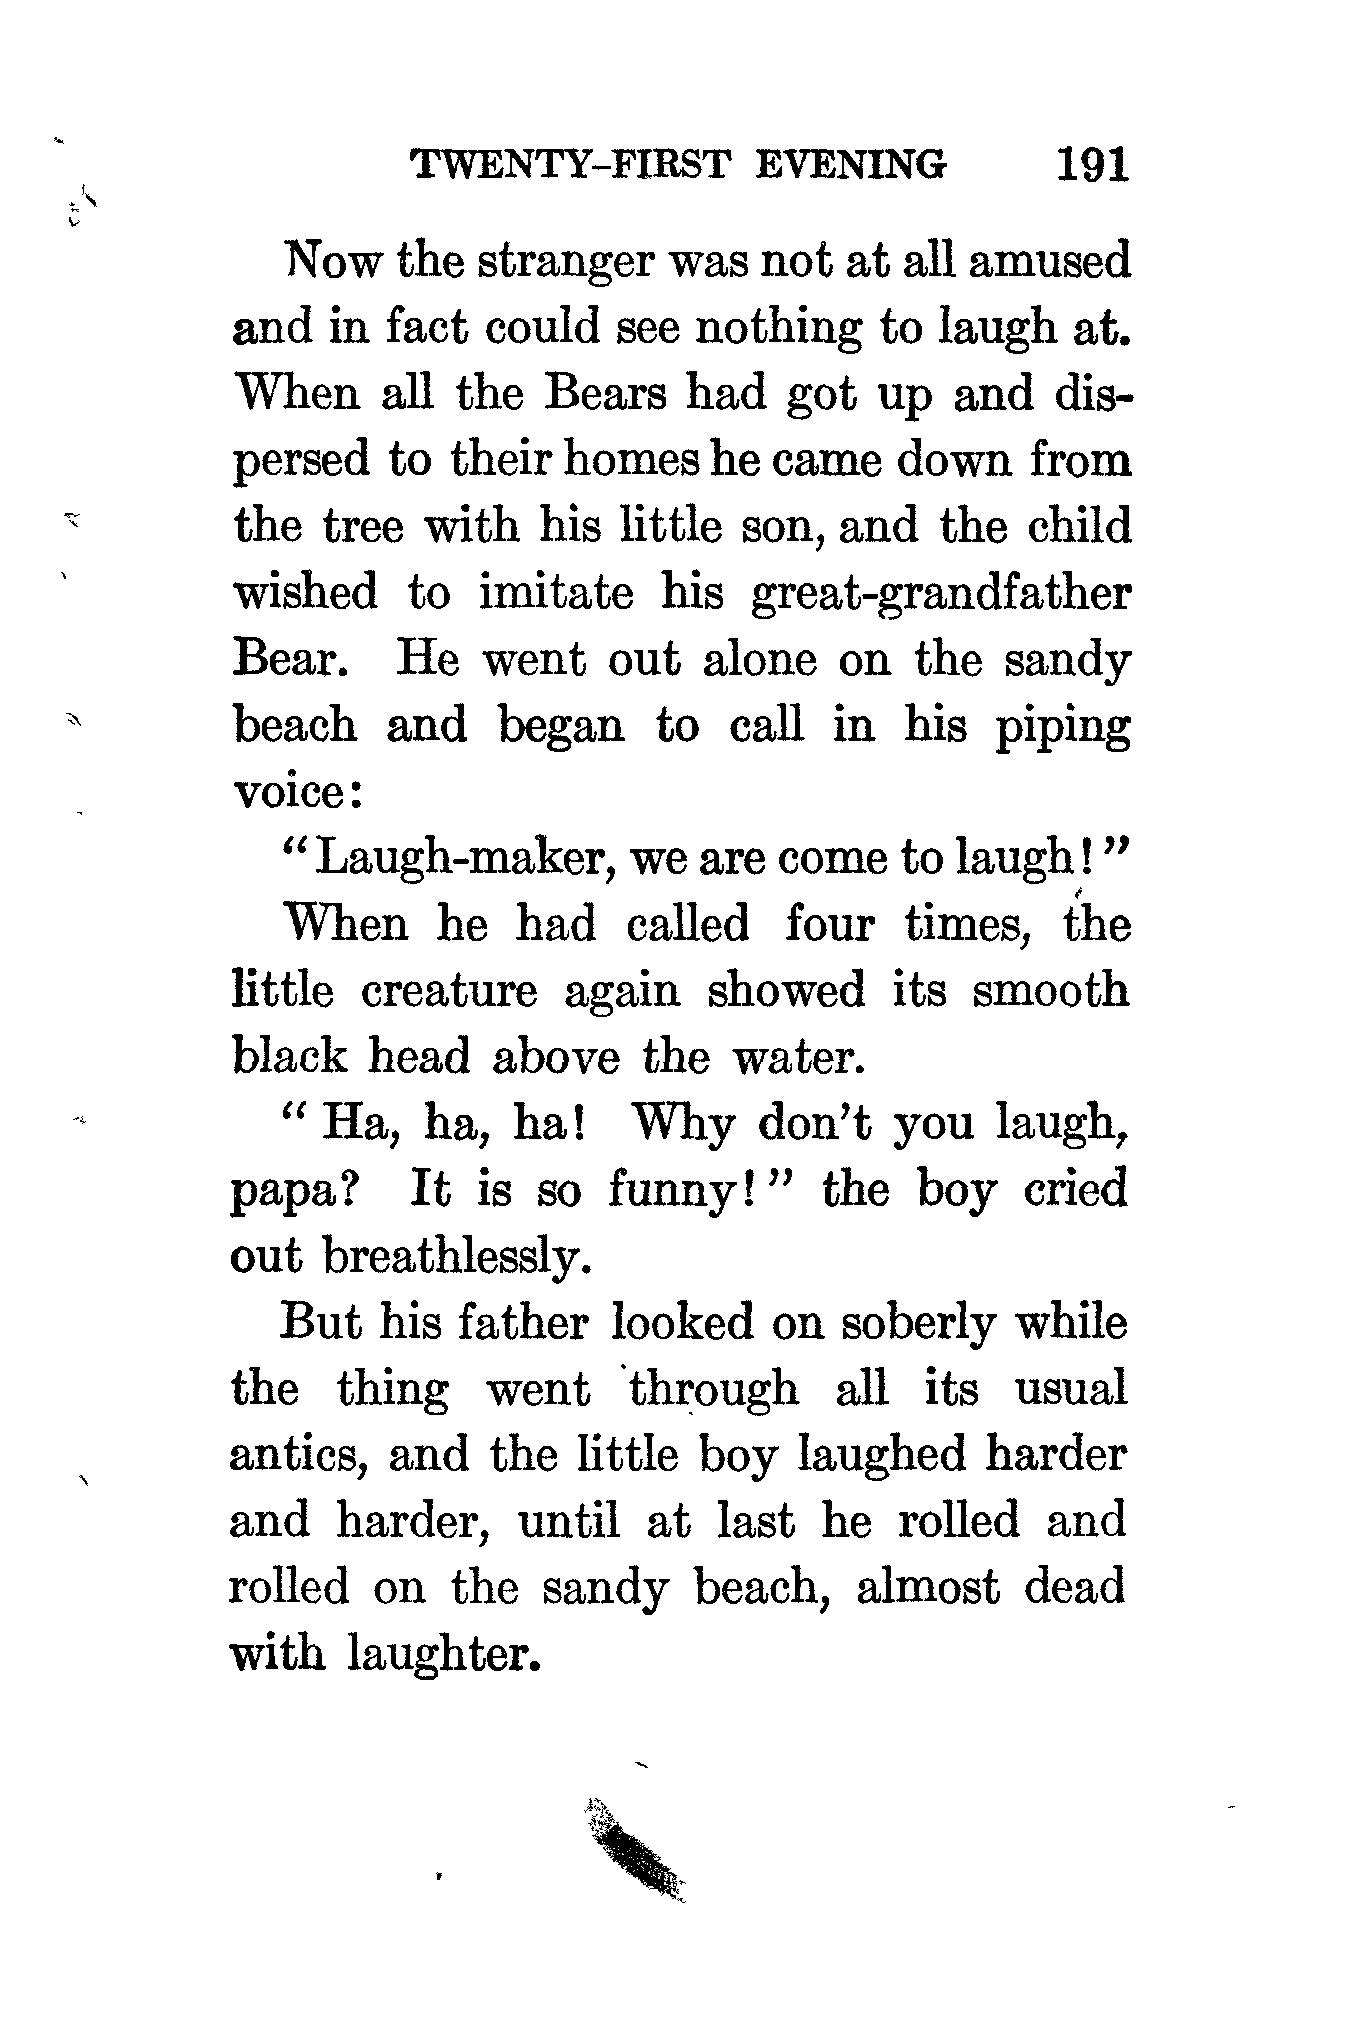 TWENTY-FIRST EVENING 191
Now the stranger was not at all amused
and in fact could see nothing to laugh at.
When all the Bears had got up and dis-
persed to their homes he came down from
the tree with his little son, and the child
wished to imitate his great-grandfather
Bear. He went out alone on the sandy
beach and began to call in his piping
voice:
"Laugh-maker, we are come to laugh!"
When he had called four times, the
little creature again showed its smooth
black head above the water.
"Ha, ha, ha! Why don't you laugh,
papa? It is so funny!" the boy cried
out breathlessly.
But his father looked on soberly while
the thing went through all its usual
antics, and the little boy laughed harder
and harder, until at last he rolled and
rolled on the sandy beach, almost dead
with laughter.